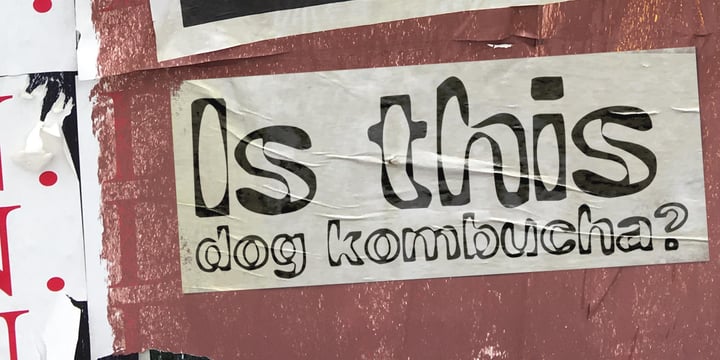 Is this
dog kombucha?